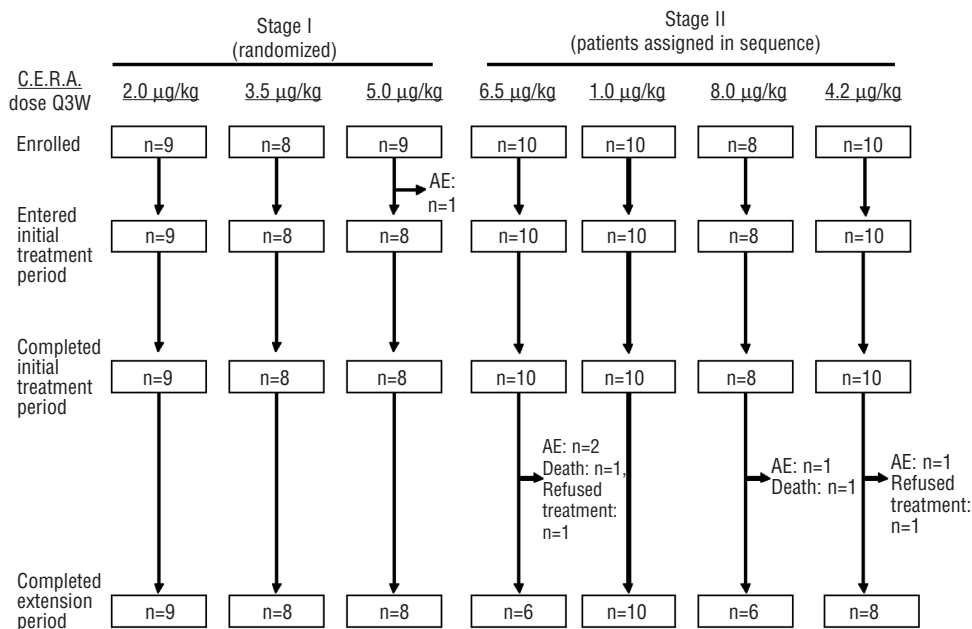 Stage I
(randomized)
Stage II
(patients assigned in sequence)
C.E.R.A.
dose Q3W
2.0 µg/kg 3.5 µg/kg 5.0 µg/kg 6.5 µg/kg 1.0 µg/kg 8.0 µg/kg 4.2 µg/kg
Enrolled n=9 n=8 n=9 n=10 n=10 n=8 n=10
AE:
n=1
Entered
initial
treatment
period
n=9 n=8 n=8 n=10 n=10 n=8 n=10
Completed
initial
treatment
period
n=9 n=8 n=8 n=10 n=10 n=8 n=10
AE: n=2
Death: n=1,
Refused
treatment:
n=1
AE: n=1
Death: n=1
AE: n=1
Refused
treatment:
n=1
Completed
extension
period
n=9 n=8 n=8 n=6 n=10 n=6 n=8